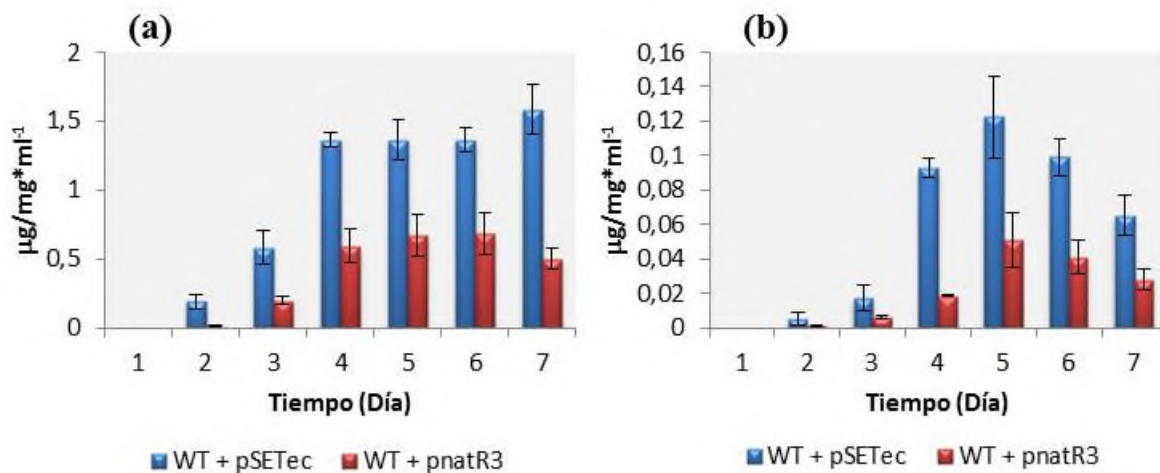 (a)
2
1,5
1
0,5
0
µg/mg*ml-1
1 2 3 4 5 6 7
Tiempo (Día)
WT + pSETec WT + pnatR3
(b)
0,16
0,14
0,12
0,1
0,08
0,06
0,04
0,02
0
µg/mg*ml-1
1 2 3 4 5 6 7
Tiempo (Día)
WT + pSETec WT + pnatR3